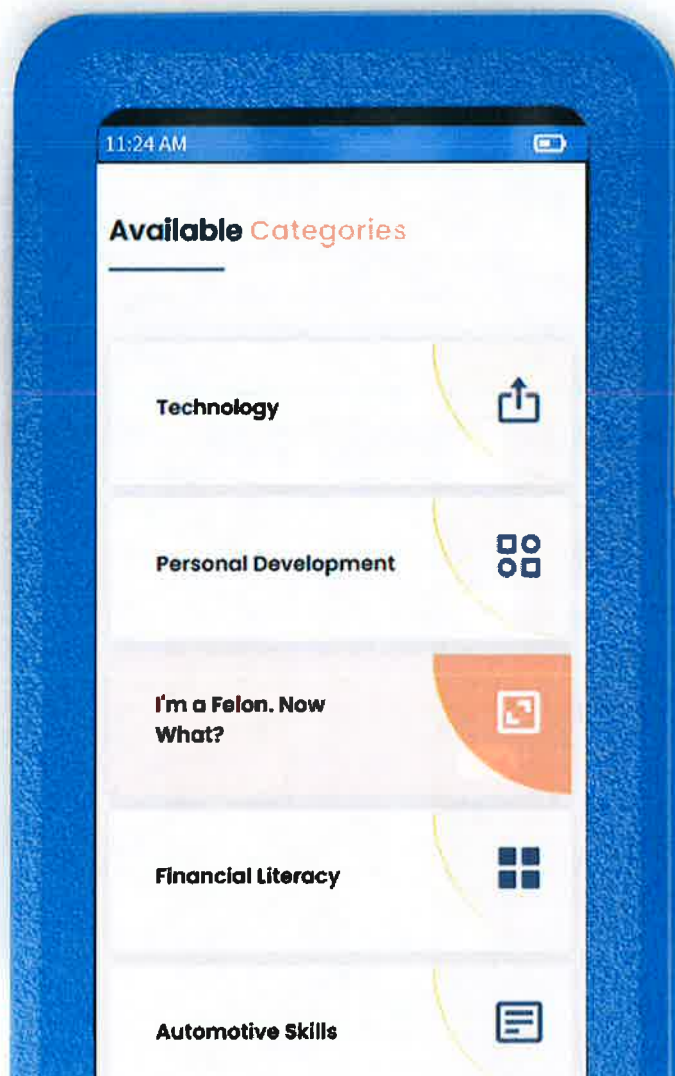 11:24 AM
Available Categories
Technology
Personal Development
I'm a Felon. Now
What?
Financial Literacy
Automotive Skills